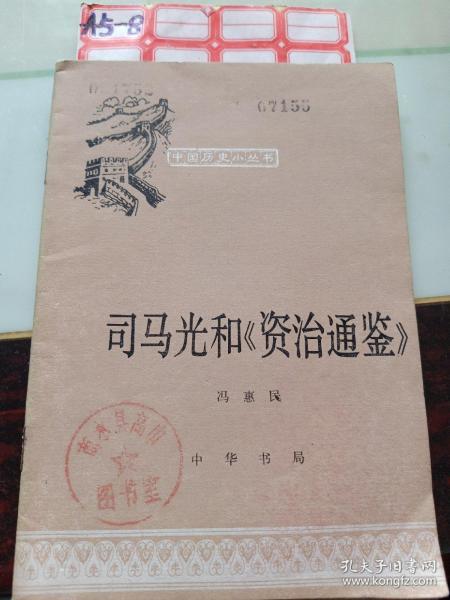 A5-8
67155
中国历史小丛书
司马光和《资治通鉴》
冯惠民
中华书局
图书室
孔夫子旧书网
www.kongfz.com